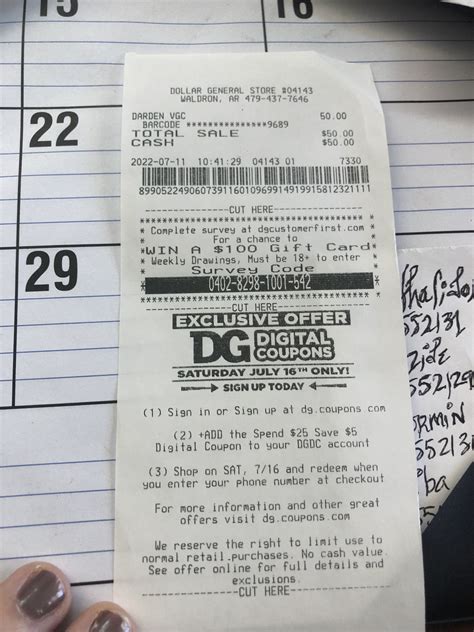 15
16
22
29
DOLLAR GENERAL STORE #04143
WALDRON, AR 479-437-7646
DARDEN VGC 50.00
BARCODE ***************9689
TOTAL SALE $50.00
CASH $50.00
2022-07-11 10:41:29 04143 01 7330
CUT HERE
Complete survey at dgcustomerfirst.com
For a chance to
WIN A $100 Gift Card
Weekly Drawings, Must be 18+ to enter
Survey Code
0402-8298-1001-542
CUT HERE
EXCLUSIVE OFFER
DG DIGITAL COUPONS
SATURDAY JULY 16TH ONLY!
SIGN UP TODAY
(1) Sign in or Sign up at dg.coupons.com
(2) +ADD the Spend $25 Save $5
Digital Coupon to your DGDC account
(3) Shop on SAT, 7/16 and redeem when
you enter your phone number at checkout
For more information and other great
offers visit dg.coupons.com
We reserve the right to limit use to
normal retail purchases. No cash value.
See offer online for full details and
exclusions.
CUT HERE